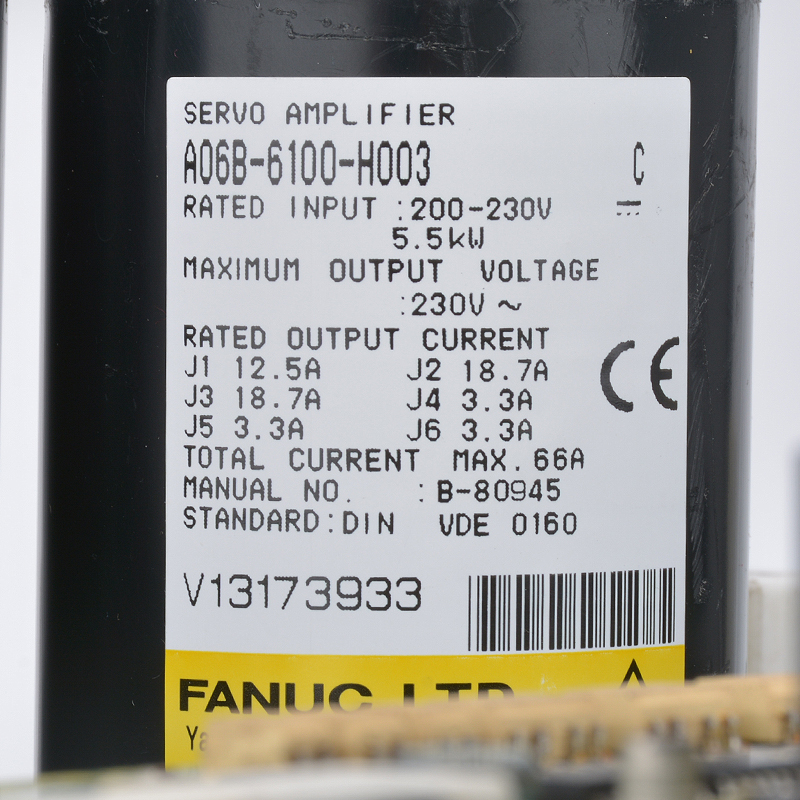 SERVO AMPLIFIER
A06B-6100-H003 C
RATED INPUT :200-230V
5.5kW
MAXIMUM OUTPUT VOLTAGE
:230V ~
RATED OUTPUT CURRENT
J1 12.5A J2 18.7A
J3 18.7A J4 3.3A
J5 3.3A J6 3.3A
CE
TOTAL CURRENT MAX. 66A
MANUAL NO. :B-80945
STANDARD:DIN VDE 0160
V13173933
FANUC LTD